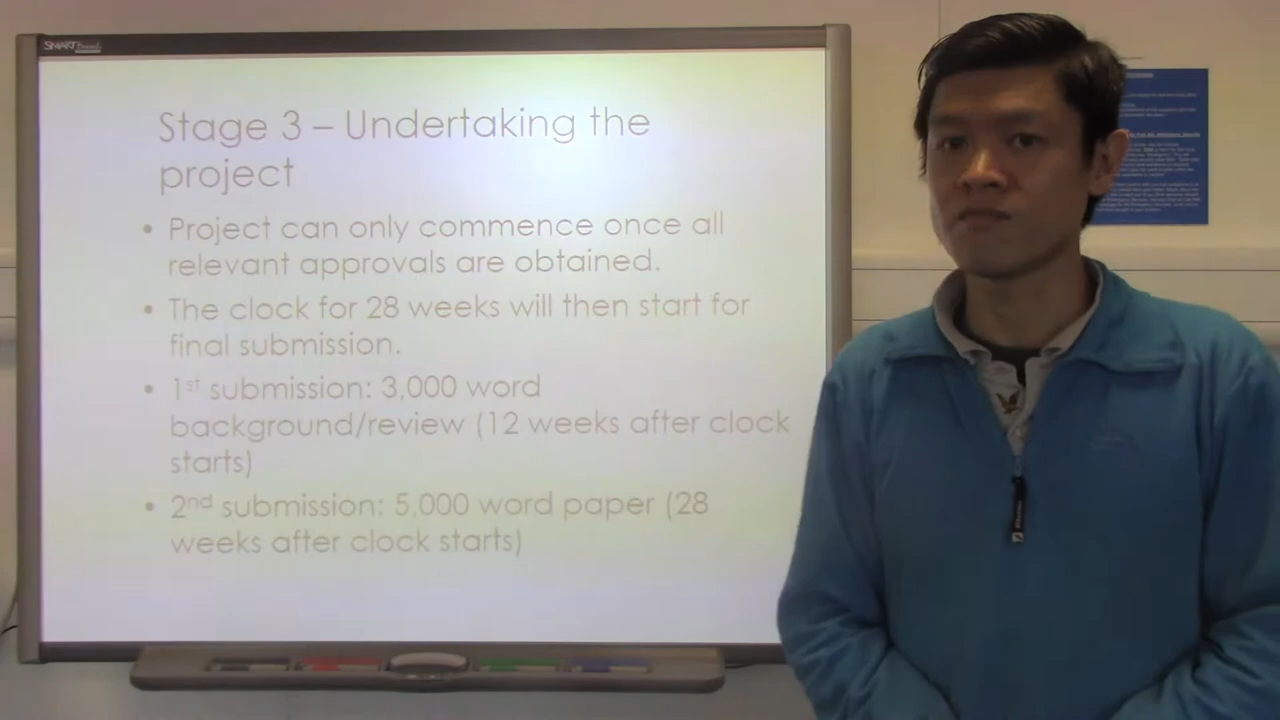 SMART Board
Stage 3 – Undertaking the
project
• Project can only commence once all
relevant approvals are obtained.
• The clock for 28 weeks will then start for
final submission.
• 1st submission: 3,000 word
background/review (12 weeks after clock
starts)
• 2nd submission: 5,000 word paper (28
weeks after clock starts)